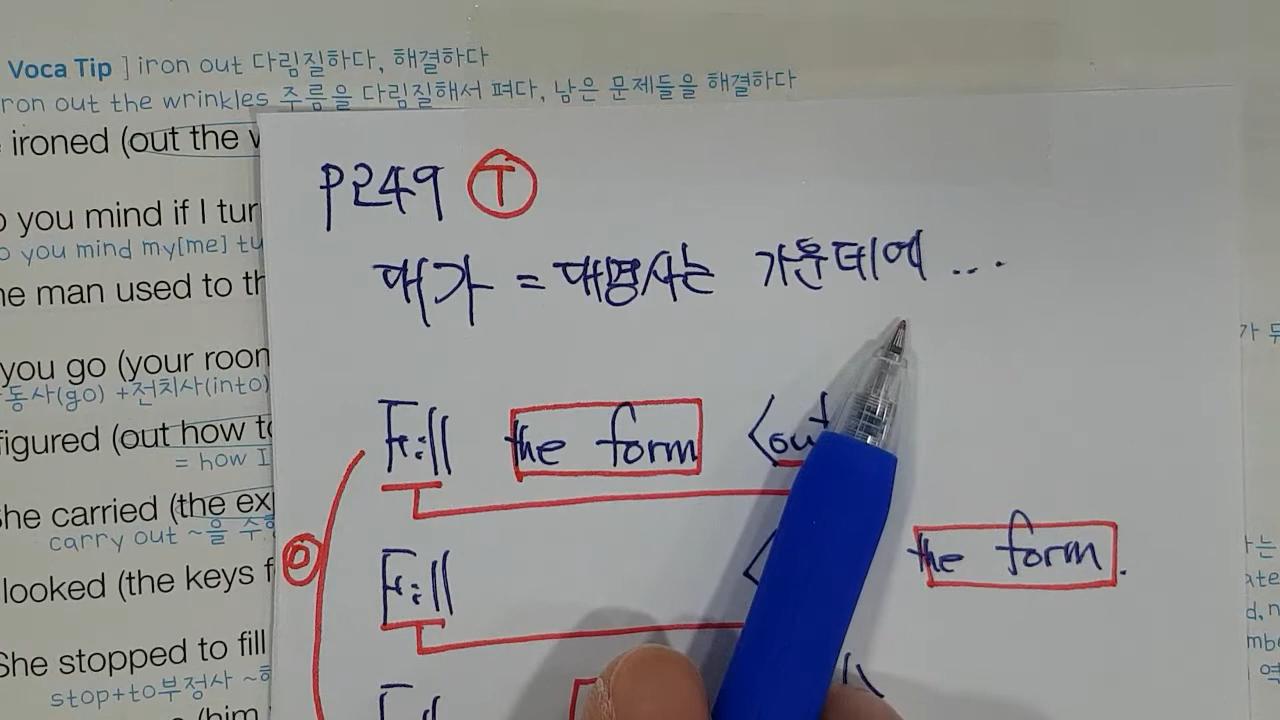 Voca Tip ] iron out 다림질하다, 해결하다
ron out the wrinkles 주름을 다림질해서 펴다, 남은 문제들을 해결하다
ironed (out the
P249 Ⓣ
you mind if I tur
you mind my[me] tu
대가 = 대명사는 가운데에 ...
he man used to th
you go (your room
동사(go) +전치사(into)
Fill the form <out
figured (out how to
= how I
she carried (the ex
carry out ~을 수행
Fill the form.
looked (the keys f
She stopped to fill
stop+to부정사 ~
(him